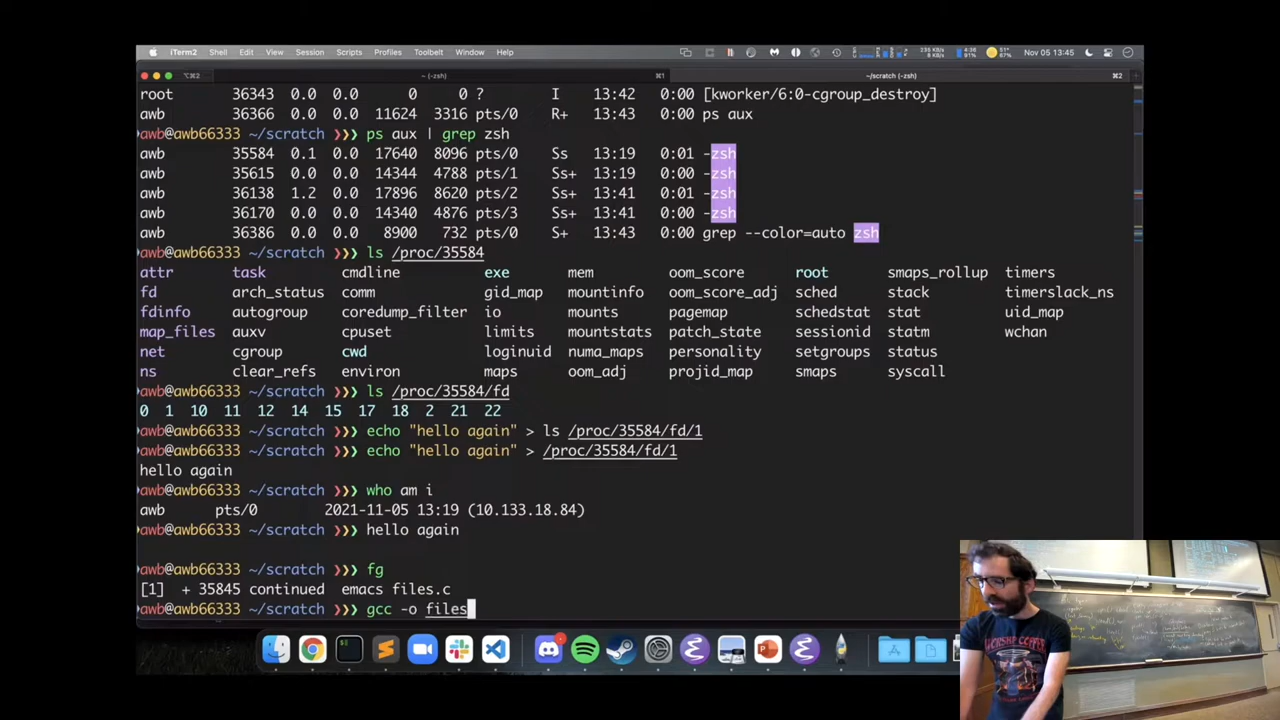 iTerm2 Shell Edit View Session Scripts Profiles Toolbelt Window Help Nov 05 13:45
~ (-zsh) ⌘1 ~/scratch (-zsh) ⌘2
root 36343 0.0 0.0 0 0 ? I 13:42 0:00 [kworker/6:0-cgroup_destroy]
awb 36366 0.0 0.0 11624 3316 pts/0 R+ 13:43 0:00 ps aux
awb@awb66333 ~/scratch ❯❯❯ ps aux | grep zsh
awb 35584 0.1 0.0 17640 8096 pts/0 Ss 13:19 0:01 -zsh
awb 35615 0.0 0.0 14344 4788 pts/1 Ss+ 13:19 0:00 -zsh
awb 36138 1.2 0.0 17896 8620 pts/2 Ss+ 13:41 0:01 -zsh
awb 36170 0.0 0.0 14340 4876 pts/3 Ss+ 13:41 0:00 -zsh
awb 36386 0.0 0.0 8900 732 pts/0 S+ 13:43 0:00 grep --color=auto zsh
awb@awb66333 ~/scratch ❯❯❯ ls /proc/35584
attr task cmdline exe mem oom_score root smaps_rollup timers
fd arch_status comm gid_map mountinfo oom_score_adj sched stack timerslack_ns
fdinfo autogroup coredump_filter io mounts pagemap schedstat stat uid_map
map_files auxv cpuset limits mountstats patch_state sessionid statm wchan
net cgroup cwd loginuid numa_maps personality setgroups status
ns clear_refs environ maps oom_adj projid_map smaps syscall
awb@awb66333 ~/scratch ❯❯❯ ls /proc/35584/fd
0 1 10 11 12 14 15 17 18 2 21 22
awb@awb66333 ~/scratch ❯❯❯ echo "hello again" > ls /proc/35584/fd/1
awb@awb66333 ~/scratch ❯❯❯ echo "hello again" > /proc/35584/fd/1
hello again
awb@awb66333 ~/scratch ❯❯❯ who am i
awb pts/0 2021-11-05 13:19 (10.133.18.84)
awb@awb66333 ~/scratch ❯❯❯ hello again
awb@awb66333 ~/scratch ❯❯❯ fg
[1] + 35845 continued emacs files.c
awb@awb66333 ~/scratch ❯❯❯ gcc -o files